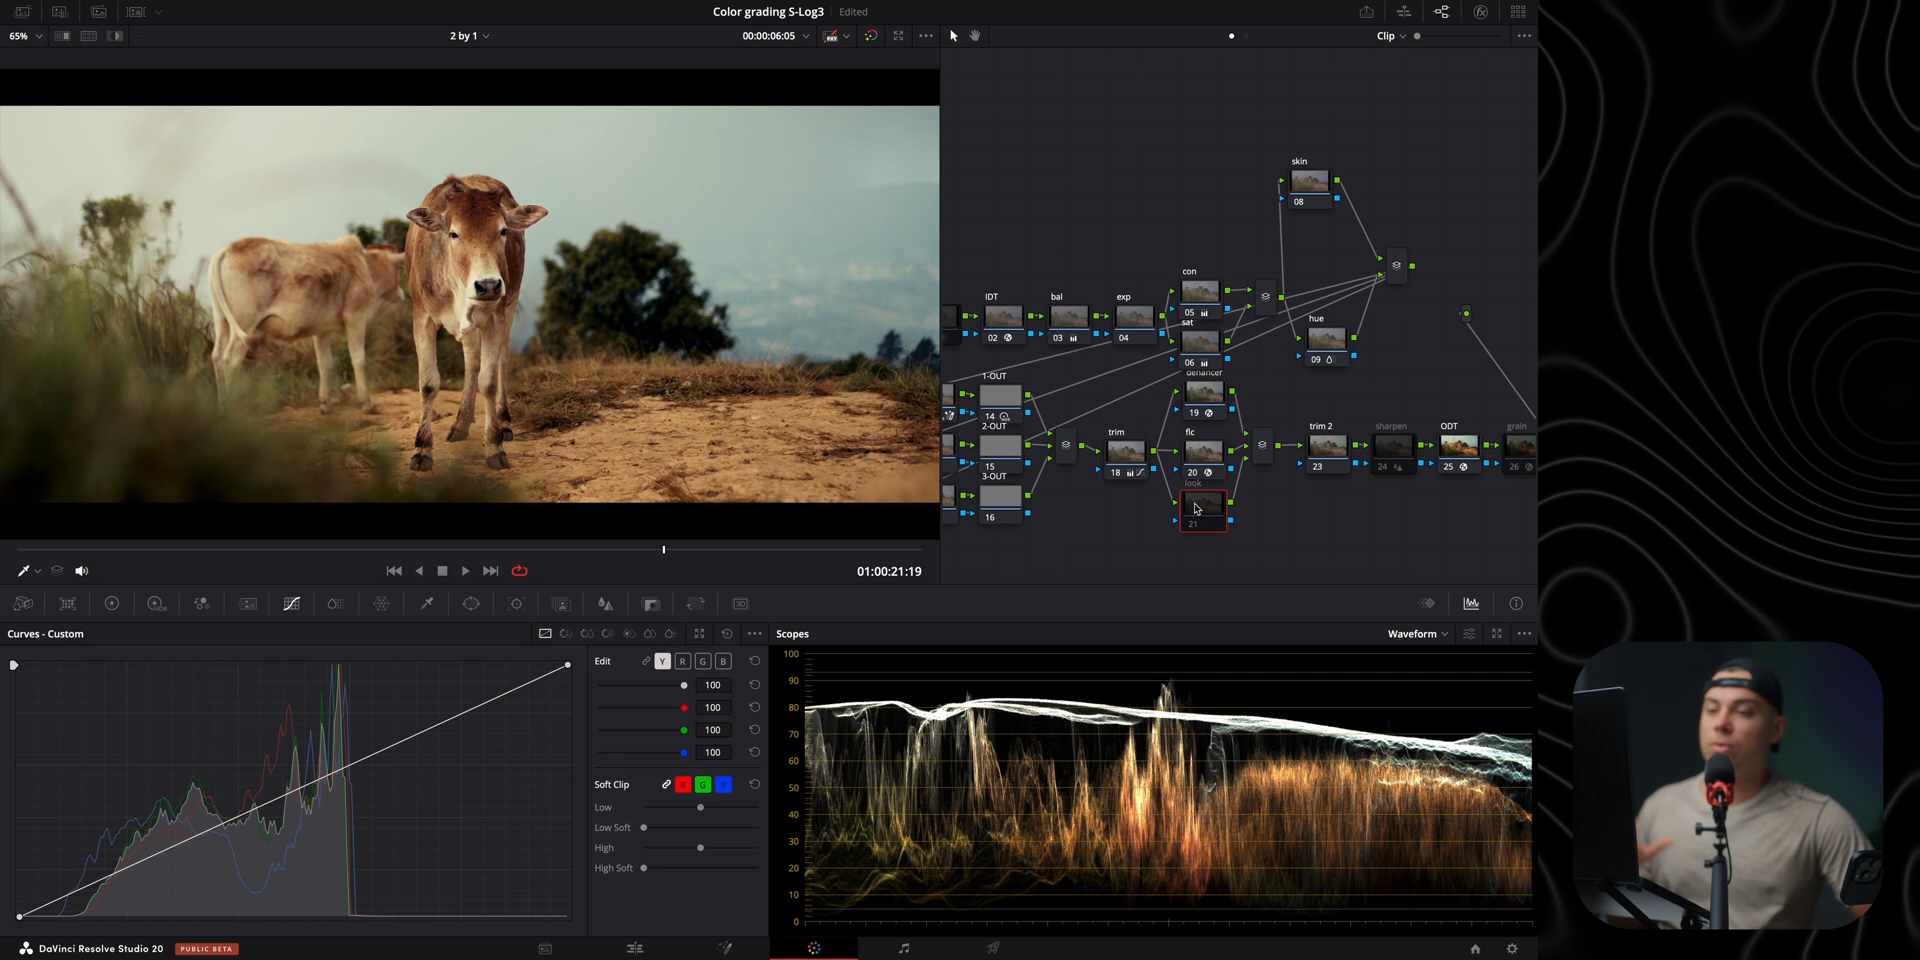 Color grading S-Log3 Edited
65% 2 by 1 00:00:06:05 Clip
skin
08
con
05
IDT bal exp
02 03 04
sat
06
hue
09
1-OUT
14
denancer
19
2-OUT
15
trim
18
flc
20
trim 2 sharpen ODT grain
23 24 25 26
3-OUT
16
look
21
01:00:21:19
HDR
3D
Curves - Custom
Edit Y R G B
100
100
100
100
Soft Clip R G B
Low
Low Soft
High
High Soft
Scopes Waveform
100
90
80
70
60
50
40
30
20
10
0
DaVinci Resolve Studio 20 PUBLIC BETA